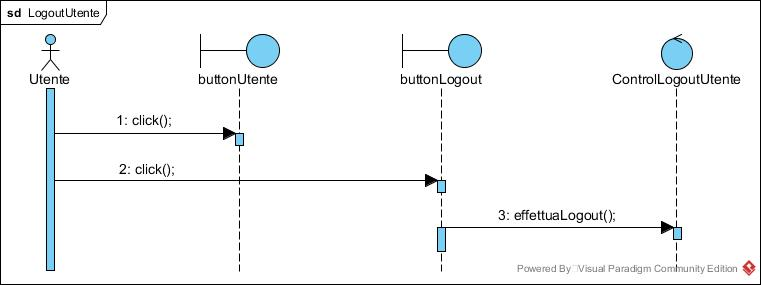 sd LogoutUtente
Utente
buttonUtente
buttonLogout
ControlLogoutUtente
1: click();
2: click();
3: effettuaLogout();
Powered By Visual Paradigm Community Edition